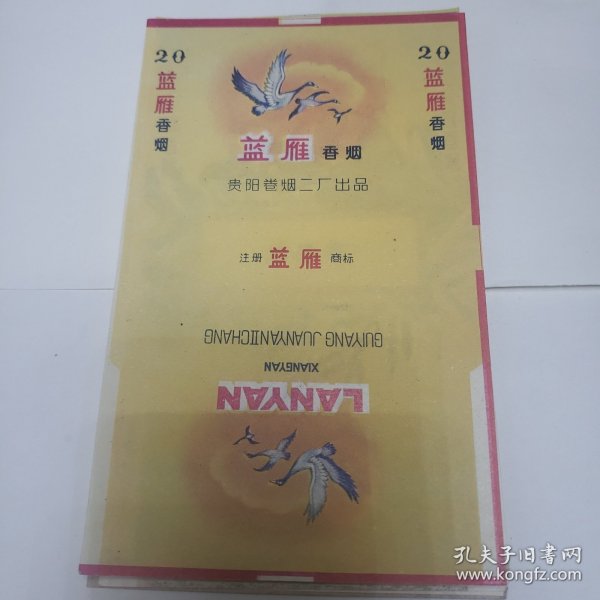 20
蓝雁香烟
20
蓝雁香烟
蓝雁 香烟
贵阳卷烟二厂出品
注册 蓝雁 商标
GUIYANG JUANYANIICHANG
XIANGYAN
LANYAN
孔夫子旧书网
www.kongfz.com